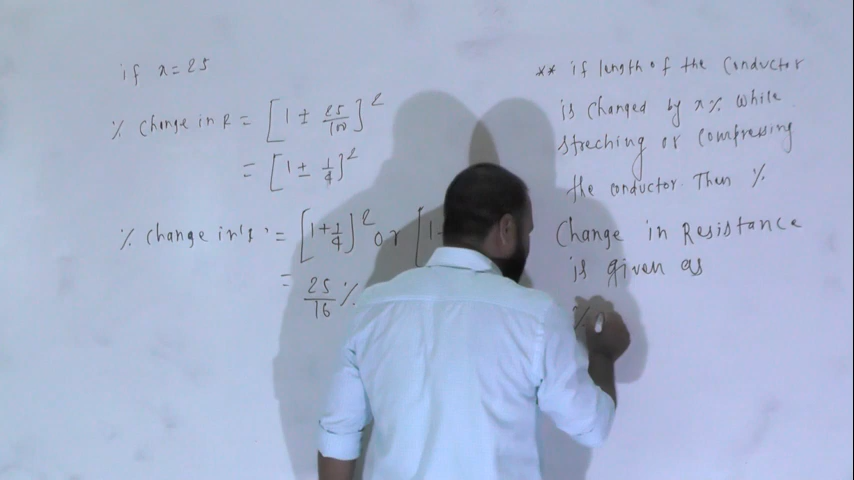 if x = 25
% Change in R = [1 ± 25/100]²
= [1 ± 1/4]²
% Change in 'R' = [1 + 1/4]² or [1 -
= 25/16 %
** if length of the Conductor
is Changed by x% while
streching or Compressing
the conductor. Then %
Change in Resistance
is given as
%